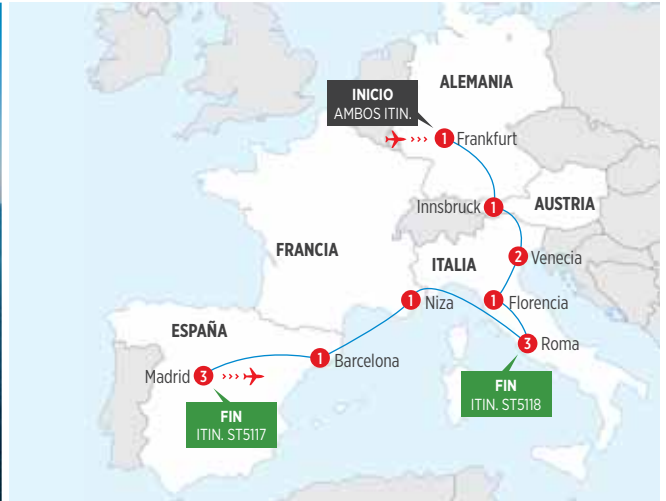 ALEMANIA
INICIO
AMBOS ITIN.
1 Frankfurt
Innsbruck 1
AUSTRIA
FRANCIA
ITALIA
2 Venecia
1 Niza
1 Florencia
ESPAÑA
3 Roma
1 Barcelona
Madrid 3
FIN
ITIN. ST5118
FIN
ITIN. ST5117